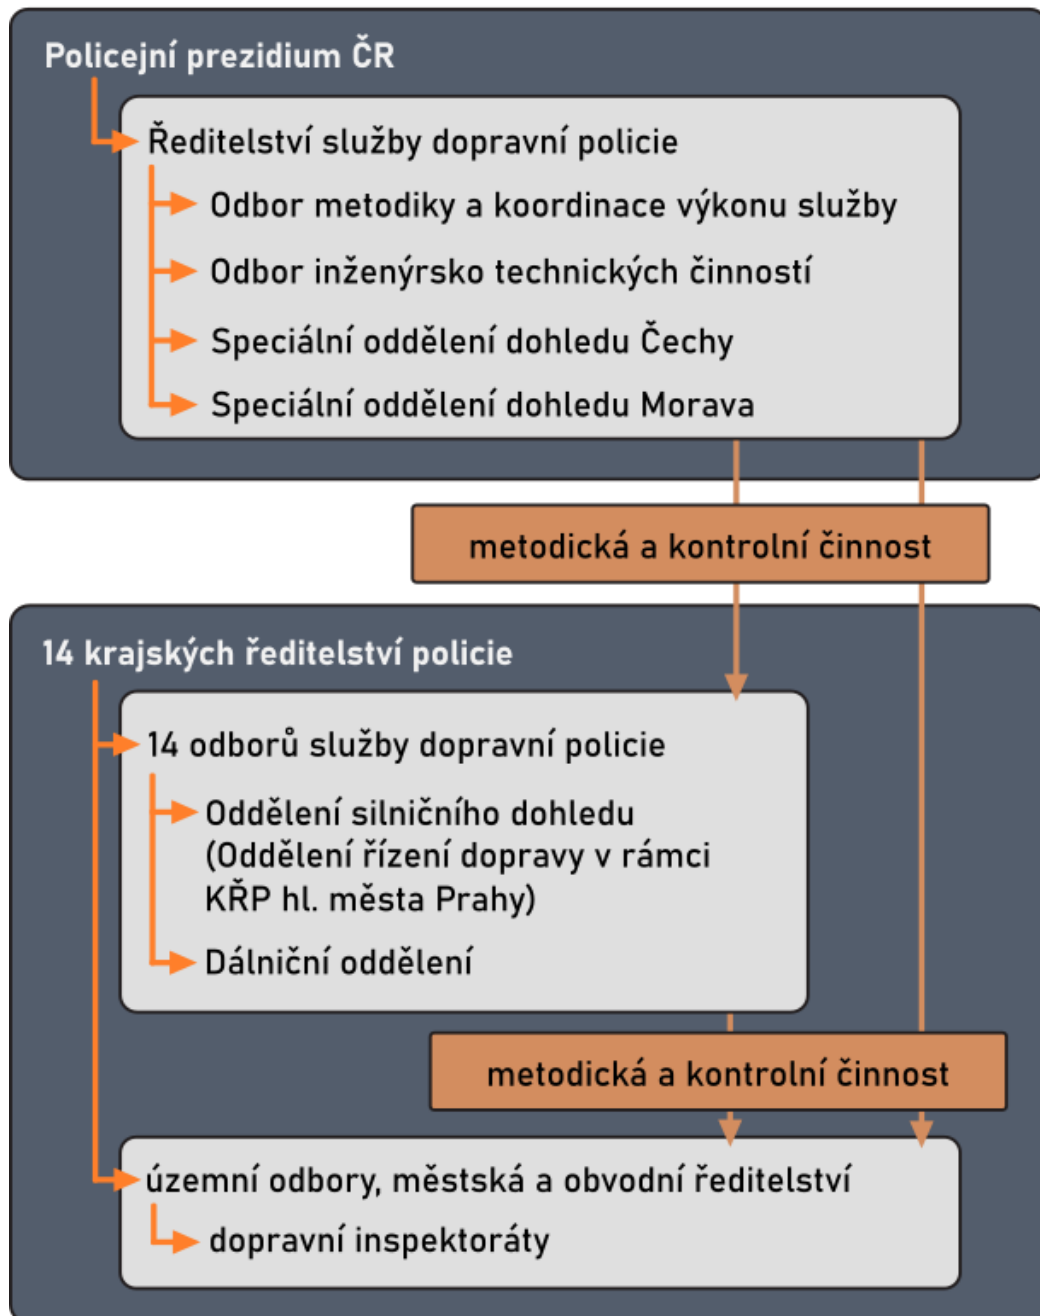 Policejní prezidium ČR
Ředitelství služby dopravní policie
Odbor metodiky a koordinace výkonu služby
Odbor inženýrsko technických činností
Speciální oddělení dohledu Čechy
Speciální oddělení dohledu Morava
metodická a kontrolní činnost
14 krajských ředitelství policie
14 odborů služby dopravní policie
Oddělení silničního dohledu
(Oddělení řízení dopravy v rámci
KŘP hl. města Prahy)
Dálniční oddělení
metodická a kontrolní činnost
územní odbory, městská a obvodní ředitelství
dopravní inspektoráty